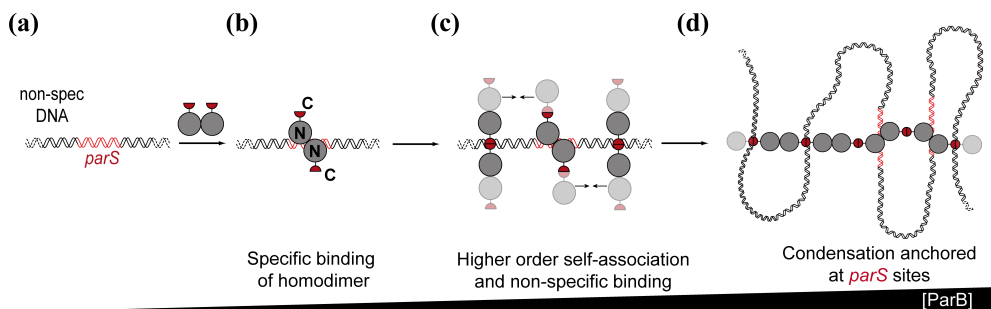 (a)
(b)
(c)
(d)
non-spec
DNA
parS
C
N
N
C
Specific binding
of homodimer
Higher order self-association
and non-specific binding
Condensation anchored
at parS sites
[ParB]